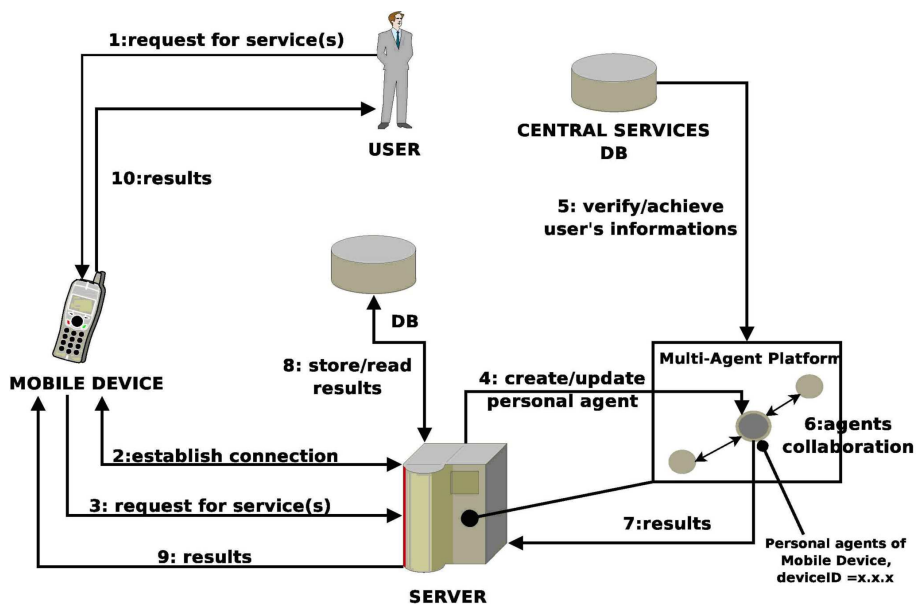 1:request for service(s)
USER
CENTRAL SERVICES
DB
10:results
5: verify/achieve
user's informations
DB
MOBILE DEVICE
8: store/read
results
4: create/update
personal agent
Multi-Agent Platform
6:agents
collaboration
2:establish connection
3: request for service(s)
7:results
9: results
Personal agents of
Mobile Device,
deviceID =x.x.x
SERVER